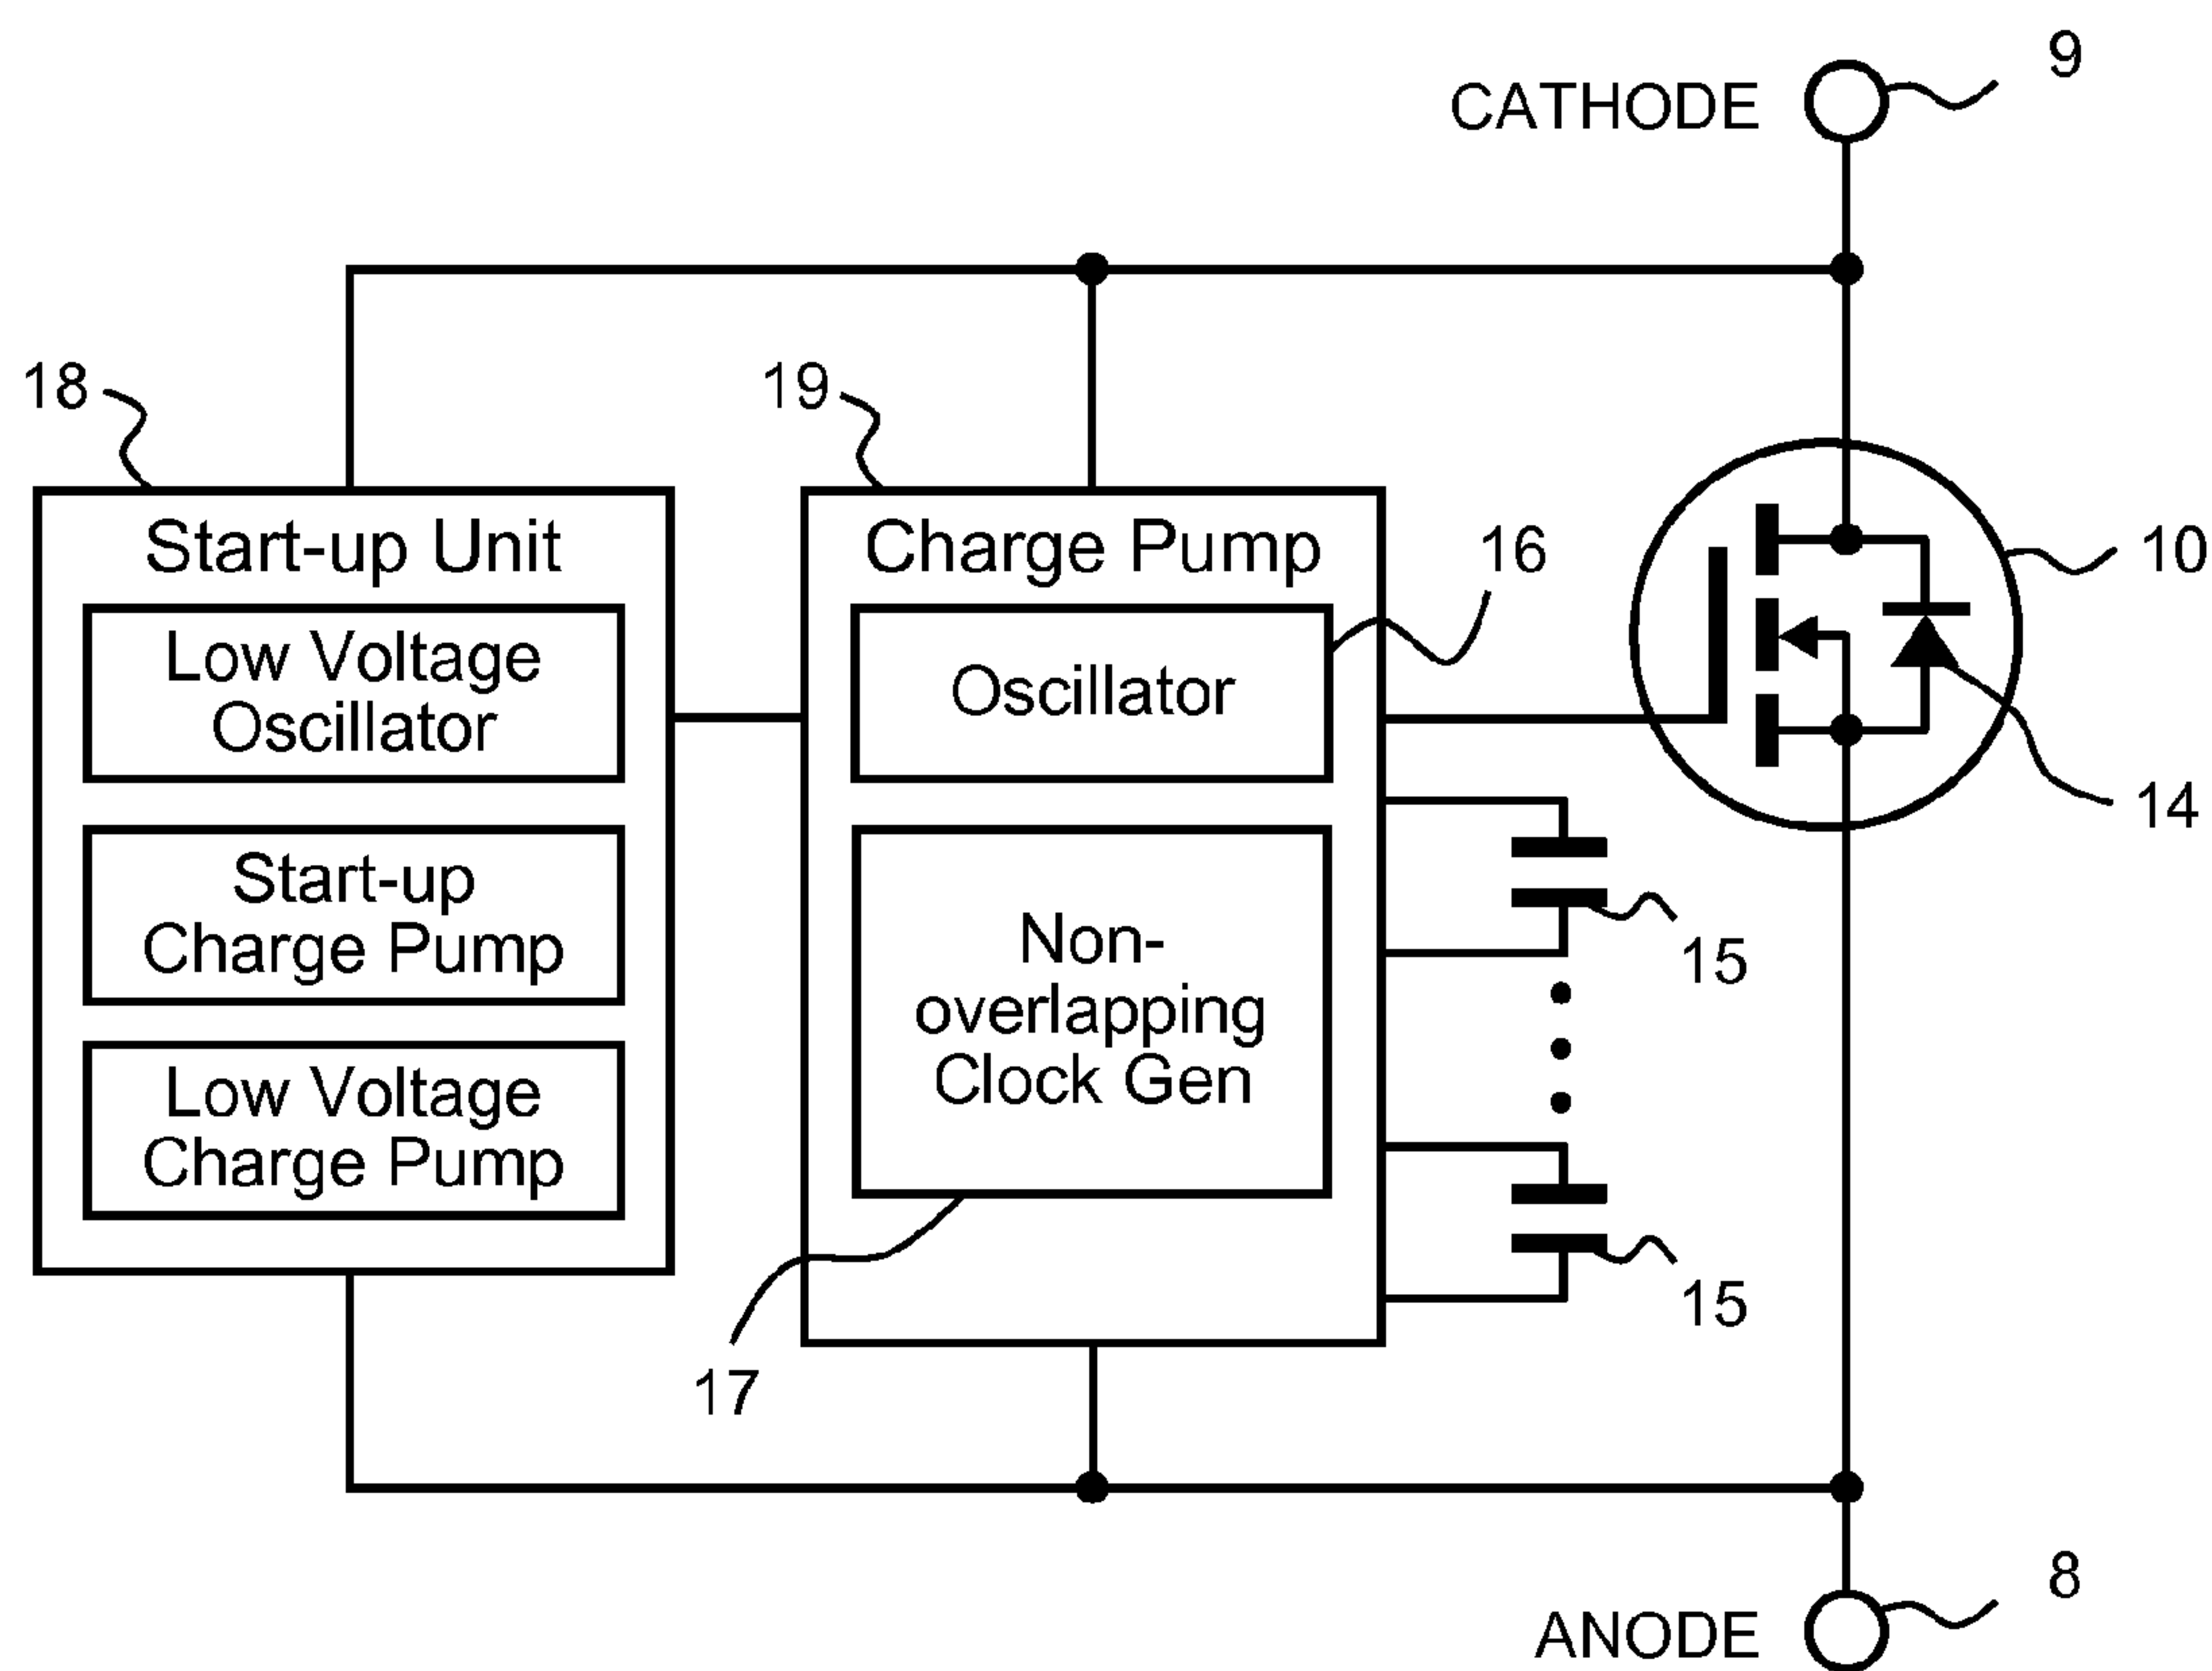 9
CATHODE
18
19
Start-up Unit
Charge Pump
16
10
Low Voltage
Oscillator
Oscillator
14
Start-up
Charge Pump
Non-
overlapping
Clock Gen
15
Low Voltage
Charge Pump
15
17
8
ANODE